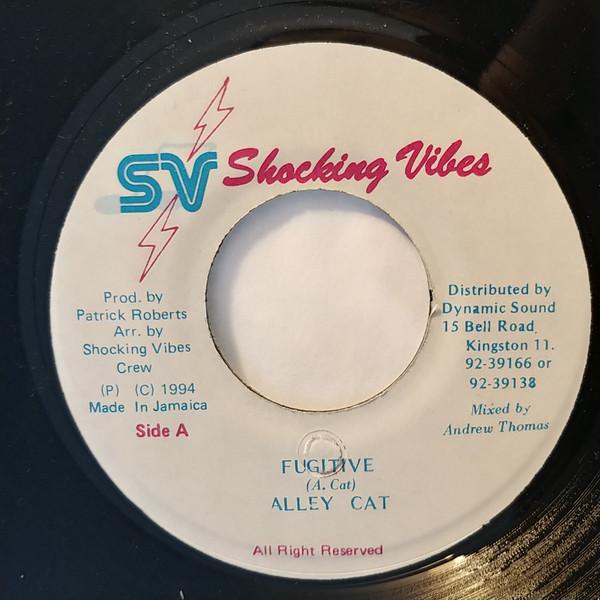 SV Shocking Vibes
Prod. by
Patrick Roberts
Arr. by
Shocking Vibes
Crew
(P) (C) 1994
Made In Jamaica
Side A
Distributed by
Dynamic Sound
15 Bell Road,
Kingston 11.
92-39166 or
92-39138
Mixed by
Andrew Thomas
FUGITIVE
(A. Cat)
ALLEY CAT
All Right Reserved